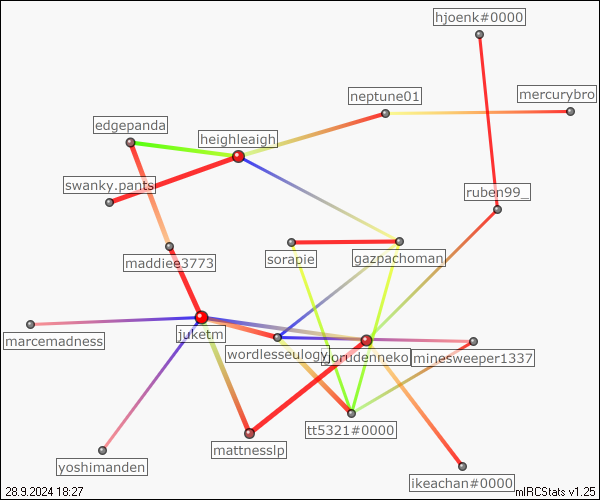 hjoenk#0000
mercurybro
neptune01
edgepanda
heighleaigh
swanky.pants
ruben99_
sorapie
gazpachoman
maddiee3773
juketm
marcemadness
wordlesseulogy
jorddenneko
minesweeper1337
tt5321#0000
mattnesslp
yoshimanden
ikeachan#0000
28.9.2024 18:27
mIRCStats v1.25